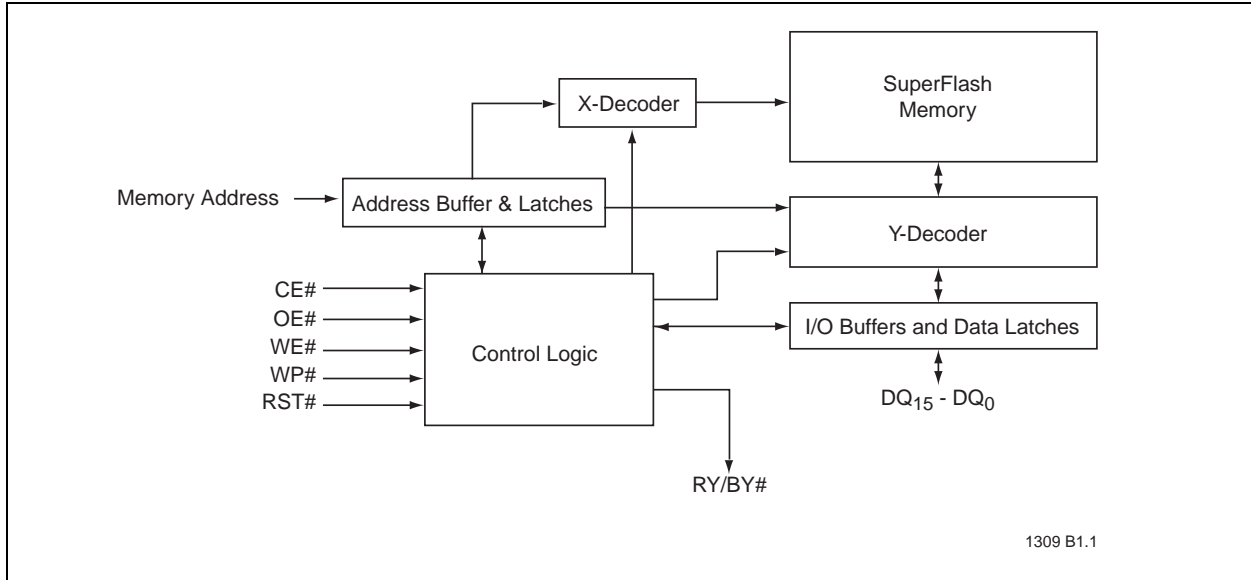 SuperFlash
Memory
X-Decoder
Memory Address
Address Buffer & Latches
Y-Decoder
CE#
OE#
WE#
WP#
RST#
Control Logic
I/O Buffers and Data Latches
DQ15 - DQ0
RY/BY#
1309 B1.1